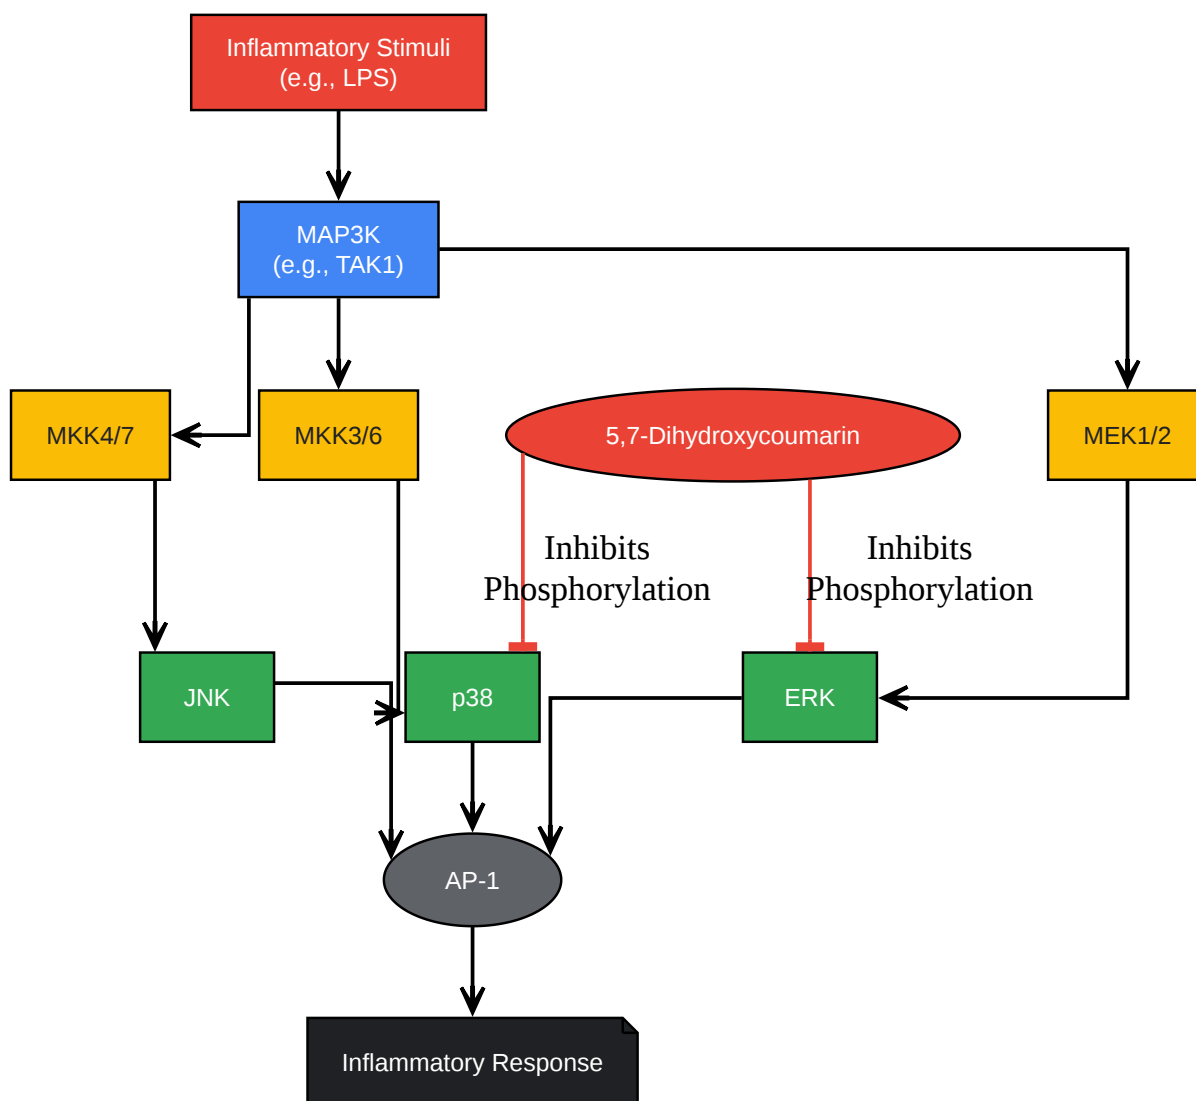 Inflammatory Stimuli
(e.g., LPS)
MAP3K
(e.g., TAK1)
MKK4/7
MKK3/6
5,7-Dihydroxycoumarin
MEK1/2
Inhibits
Phosphorylation
Inhibits
Phosphorylation
JNK
p38
ERK
AP-1
Inflammatory Response